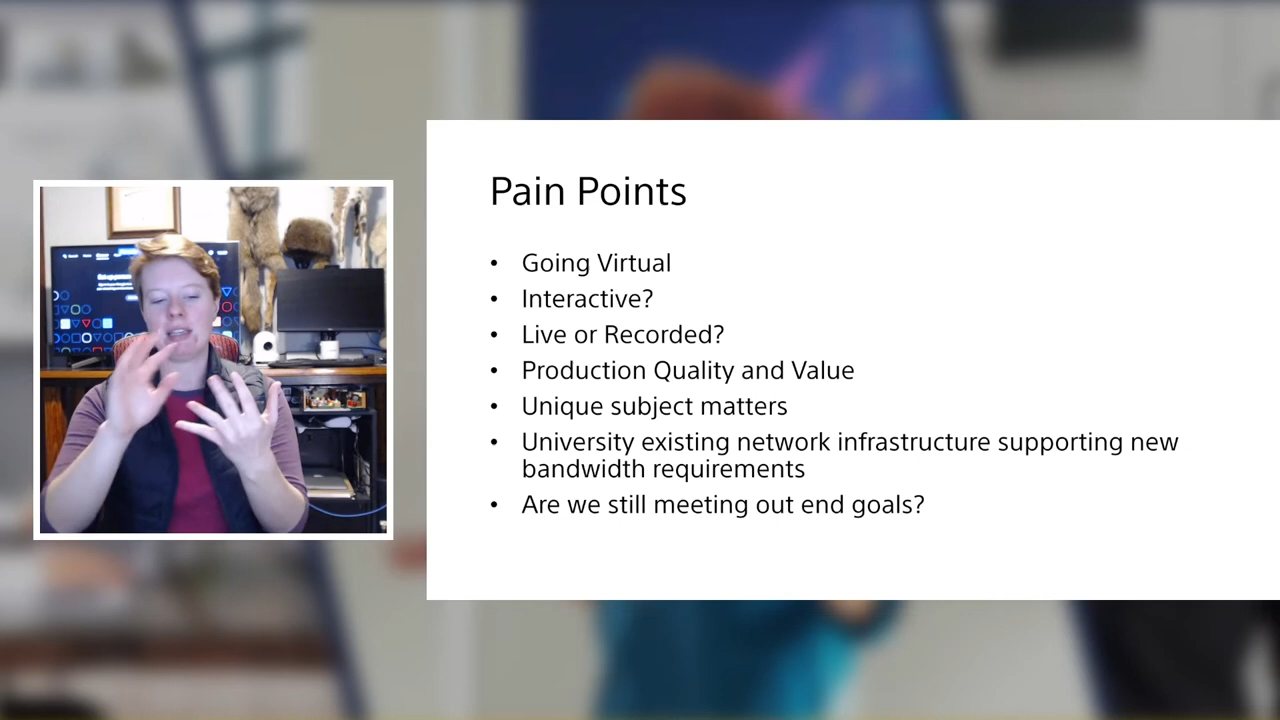 Pain Points
• Going Virtual
• Interactive?
• Live or Recorded?
• Production Quality and Value
• Unique subject matters
• University existing network infrastructure supporting new
bandwidth requirements
• Are we still meeting out end goals?